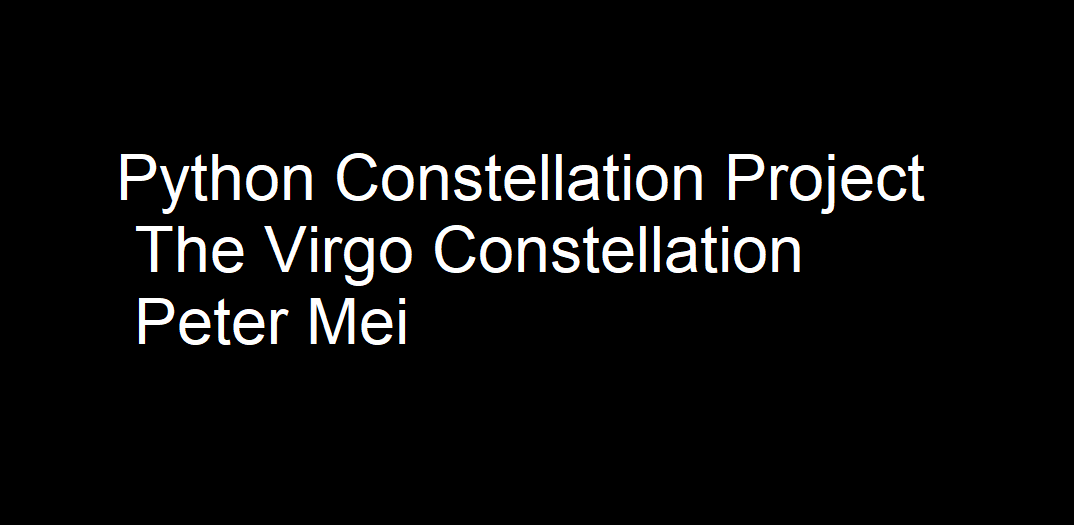 Python Constellation Project
The Virgo Constellation
Peter Mei